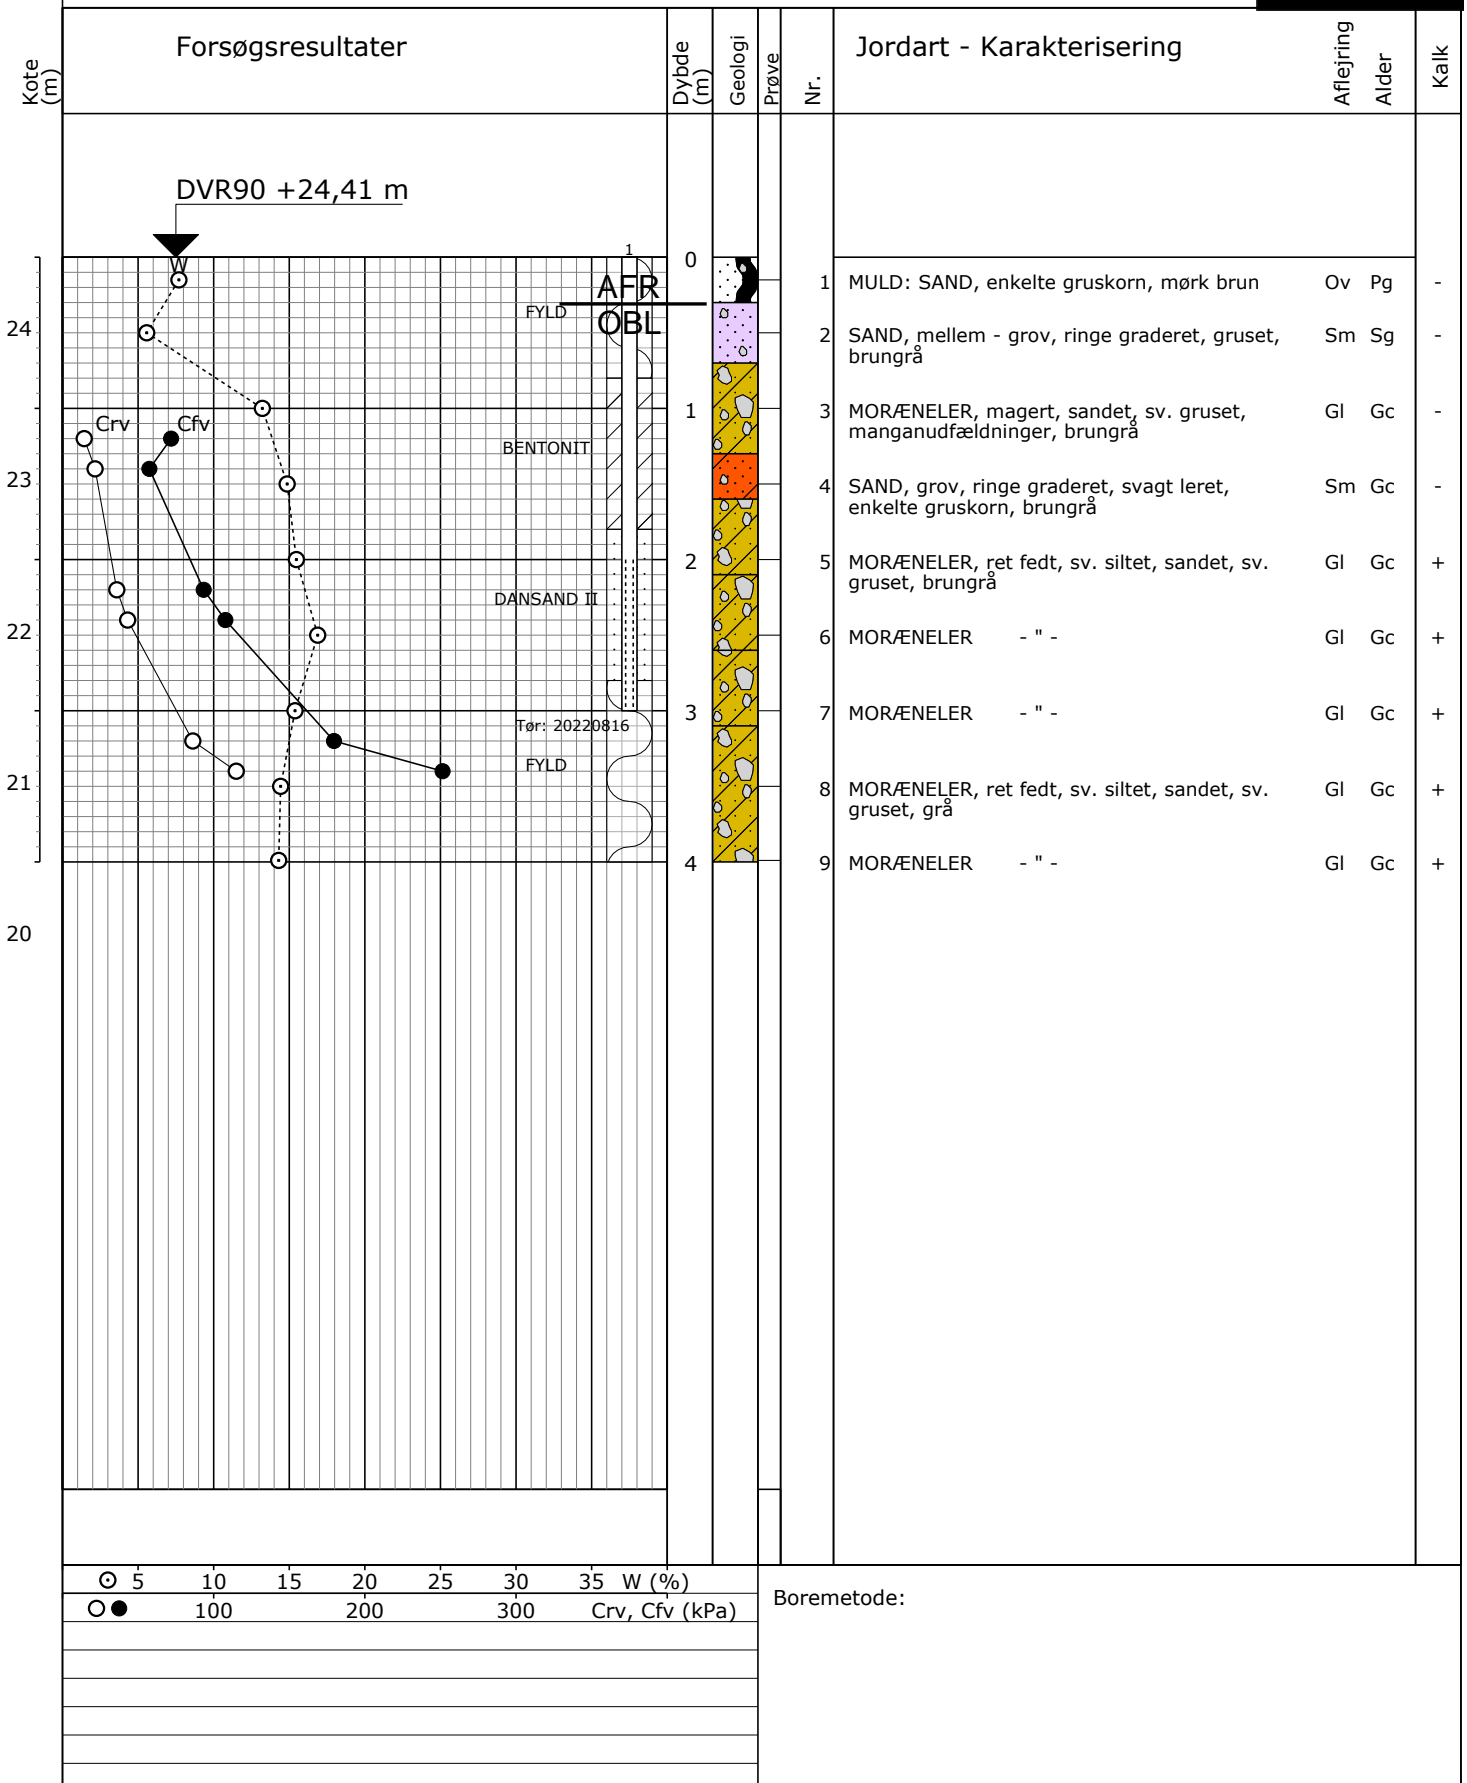 Kote
(m)
Forsøgsresultater
Dybde
(m)
Geologi
Prøve
Nr.
Jordart - Karakterisering
Aflejring
Alder
Kalk
DVR90 +24,41 m
W
1
0
AFR
OBL
FYLD
1 MULD: SAND, enkelte gruskorn, mørk brun Ov Pg -
24
2 SAND, mellem - grov, ringe graderet, gruset, Sm Sg -
brungrå
Crv Cfv
1
3 MORÆNELER, magert, sandet, sv. gruset, Gl Gc -
manganudfældninger, brungrå
BENTONIT
23
4 SAND, grov, ringe graderet, svagt leret, Sm Gc -
enkelte gruskorn, brungrå
2
5 MORÆNELER, ret fedt, sv. siltet, sandet, sv. Gl Gc +
gruset, brungrå
DANSAND II
22
6 MORÆNELER - " - Gl Gc +
3
7 MORÆNELER - " - Gl Gc +
Tør: 20220816
FYLD
21
8 MORÆNELER, ret fedt, sv. siltet, sandet, sv. Gl Gc +
gruset, grå
4
9 MORÆNELER - " - Gl Gc +
20
5 10 15 20 25 30 35 W (%)
100 200 300 Crv, Cfv (kPa)
Boremetode: